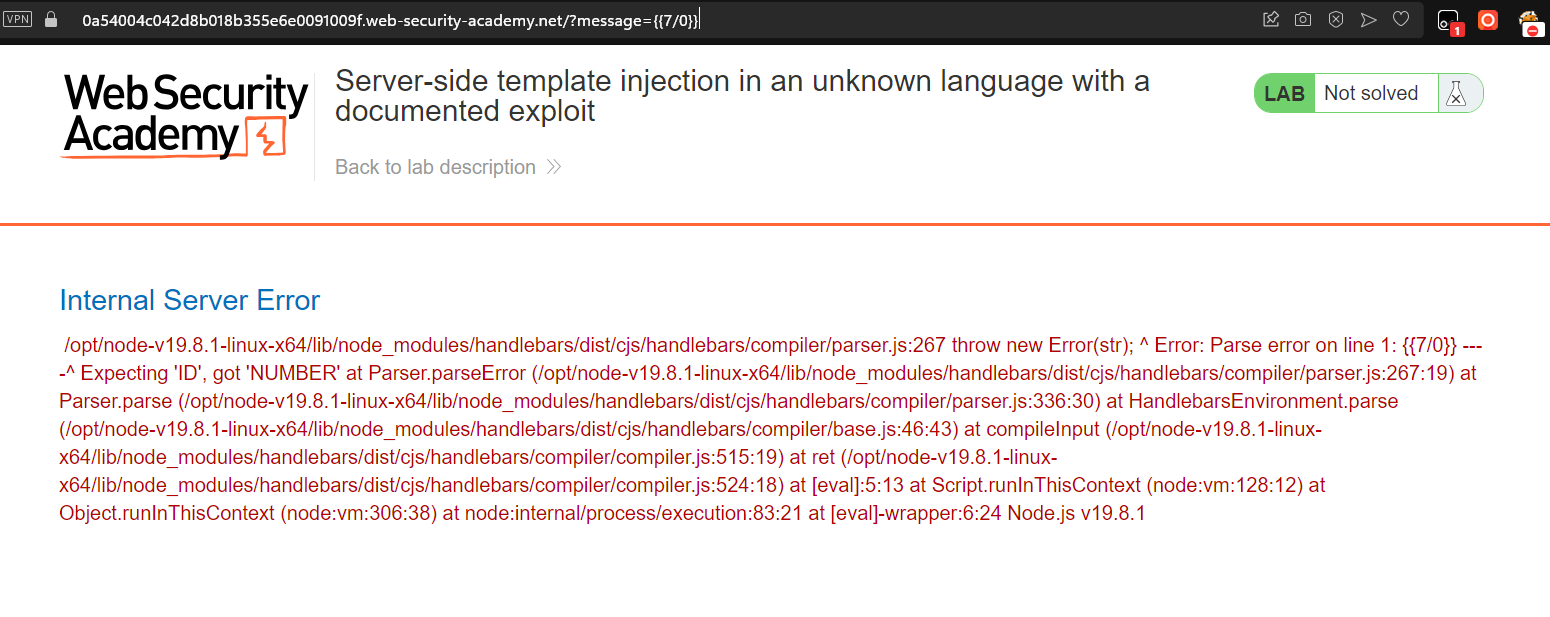 VPN 0a54004c042d8b018b355e6e0091009f.web-security-academy.net/?message={{7/0}} 1
WebSecurity
Academy
Server-side template injection in an unknown language with a
documented exploit
LAB Not solved
Back to lab description
Internal Server Error
/opt/node-v19.8.1-linux-x64/lib/node_modules/handlebars/dist/cjs/handlebars/compiler/parser.js:267 throw new Error(str); ^ Error: Parse error on line 1: {{7/0}} ---
-^ Expecting 'ID', got 'NUMBER' at Parser.parseError (/opt/node-v19.8.1-linux-x64/lib/node_modules/handlebars/dist/cjs/handlebars/compiler/parser.js:267:19) at
Parser.parse (/opt/node-v19.8.1-linux-x64/lib/node_modules/handlebars/dist/cjs/handlebars/compiler/parser.js:336:30) at HandlebarsEnvironment.parse
(/opt/node-v19.8.1-linux-x64/lib/node_modules/handlebars/dist/cjs/handlebars/compiler/base.js:46:43) at compileInput (/opt/node-v19.8.1-linux-
x64/lib/node_modules/handlebars/dist/cjs/handlebars/compiler/compiler.js:515:19) at ret (/opt/node-v19.8.1-linux-
x64/lib/node_modules/handlebars/dist/cjs/handlebars/compiler/compiler.js:524:18) at [eval]:5:13 at Script.runInThisContext (node:vm:128:12) at
Object.runInThisContext (node:vm:306:38) at node:internal/process/execution:83:21 at [eval]-wrapper:6:24 Node.js v19.8.1